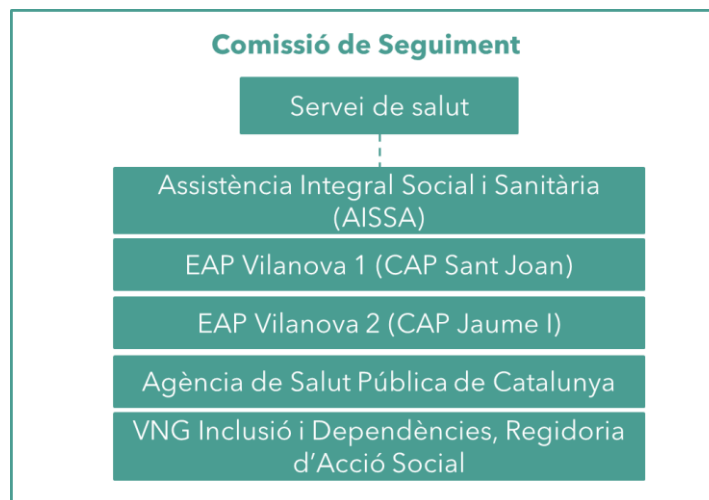 Comissió de Seguiment
Servei de salut
Assistència Integral Social i Sanitària
(AISSA)
EAP Vilanova 1 (CAP Sant Joan)
EAP Vilanova 2 (CAP Jaume I)
Agència de Salut Pública de Catalunya
VNG Inclusió i Dependències, Regidoria
d’Acció Social